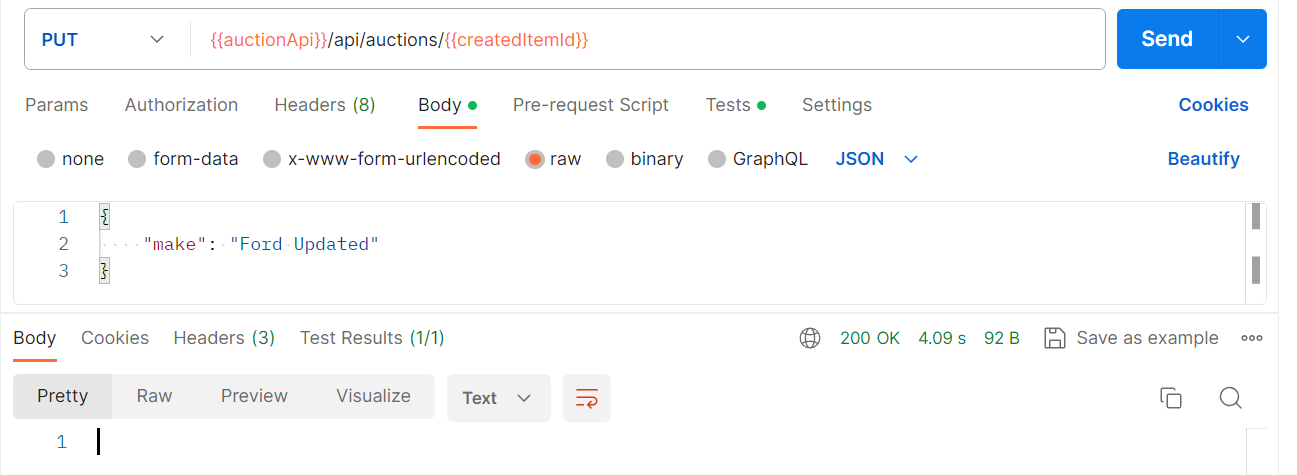 PUT {{auctionApi}}/api/auctions/{{createdItemId}} Send
Params Authorization Headers (8) Body Pre-request Script Tests Settings Cookies
none form-data x-www-form-urlencoded raw binary GraphQL JSON Beautify
1 {
2 "make": "Ford Updated"
3 }
Body Cookies Headers (3) Test Results (1/1) 200 OK 4.09 s 92 B Save as example
Pretty Raw Preview Visualize Text
1